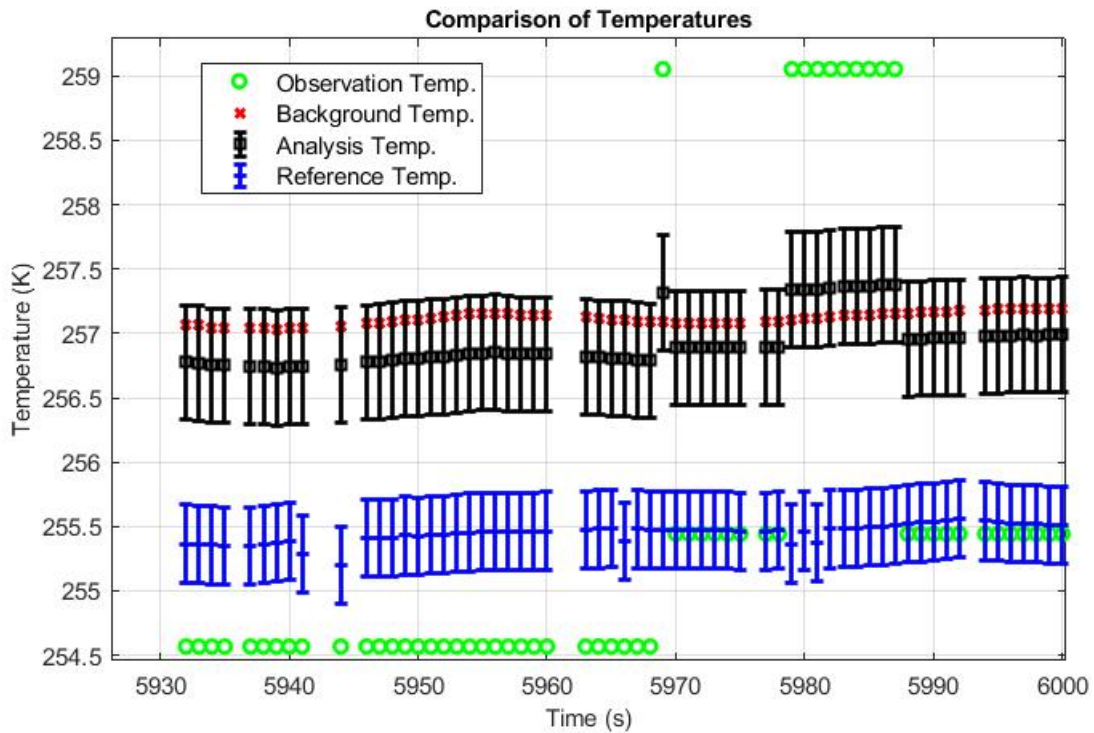 Comparison of Temperatures
Observation Temp.
Background Temp.
Analysis Temp.
Reference Temp.
Temperature (K)
259
258.5
258
257.5
257
256.5
256
255.5
255
254.5
5930 5940 5950 5960 5970 5980 5990 6000
Time (s)